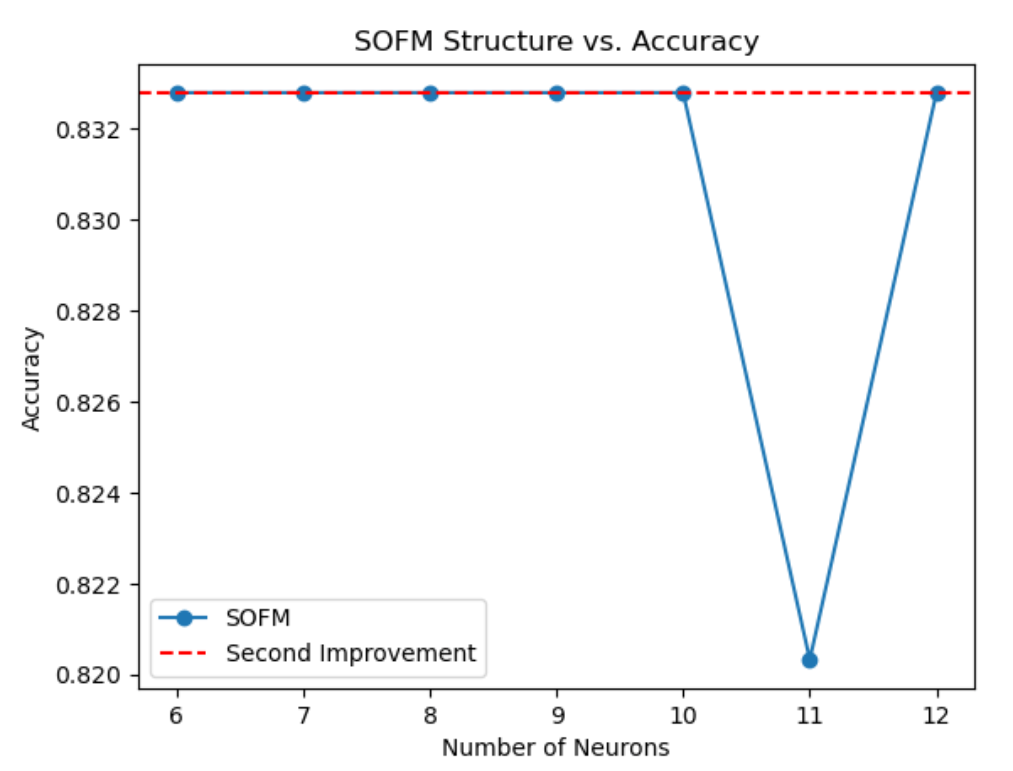 SOFM Structure vs. Accuracy
0.832
0.830
0.828
0.826
0.824
0.822
0.820
Accuracy
SOFM
Second Improvement
6 7 8 9 10 11 12
Number of Neurons